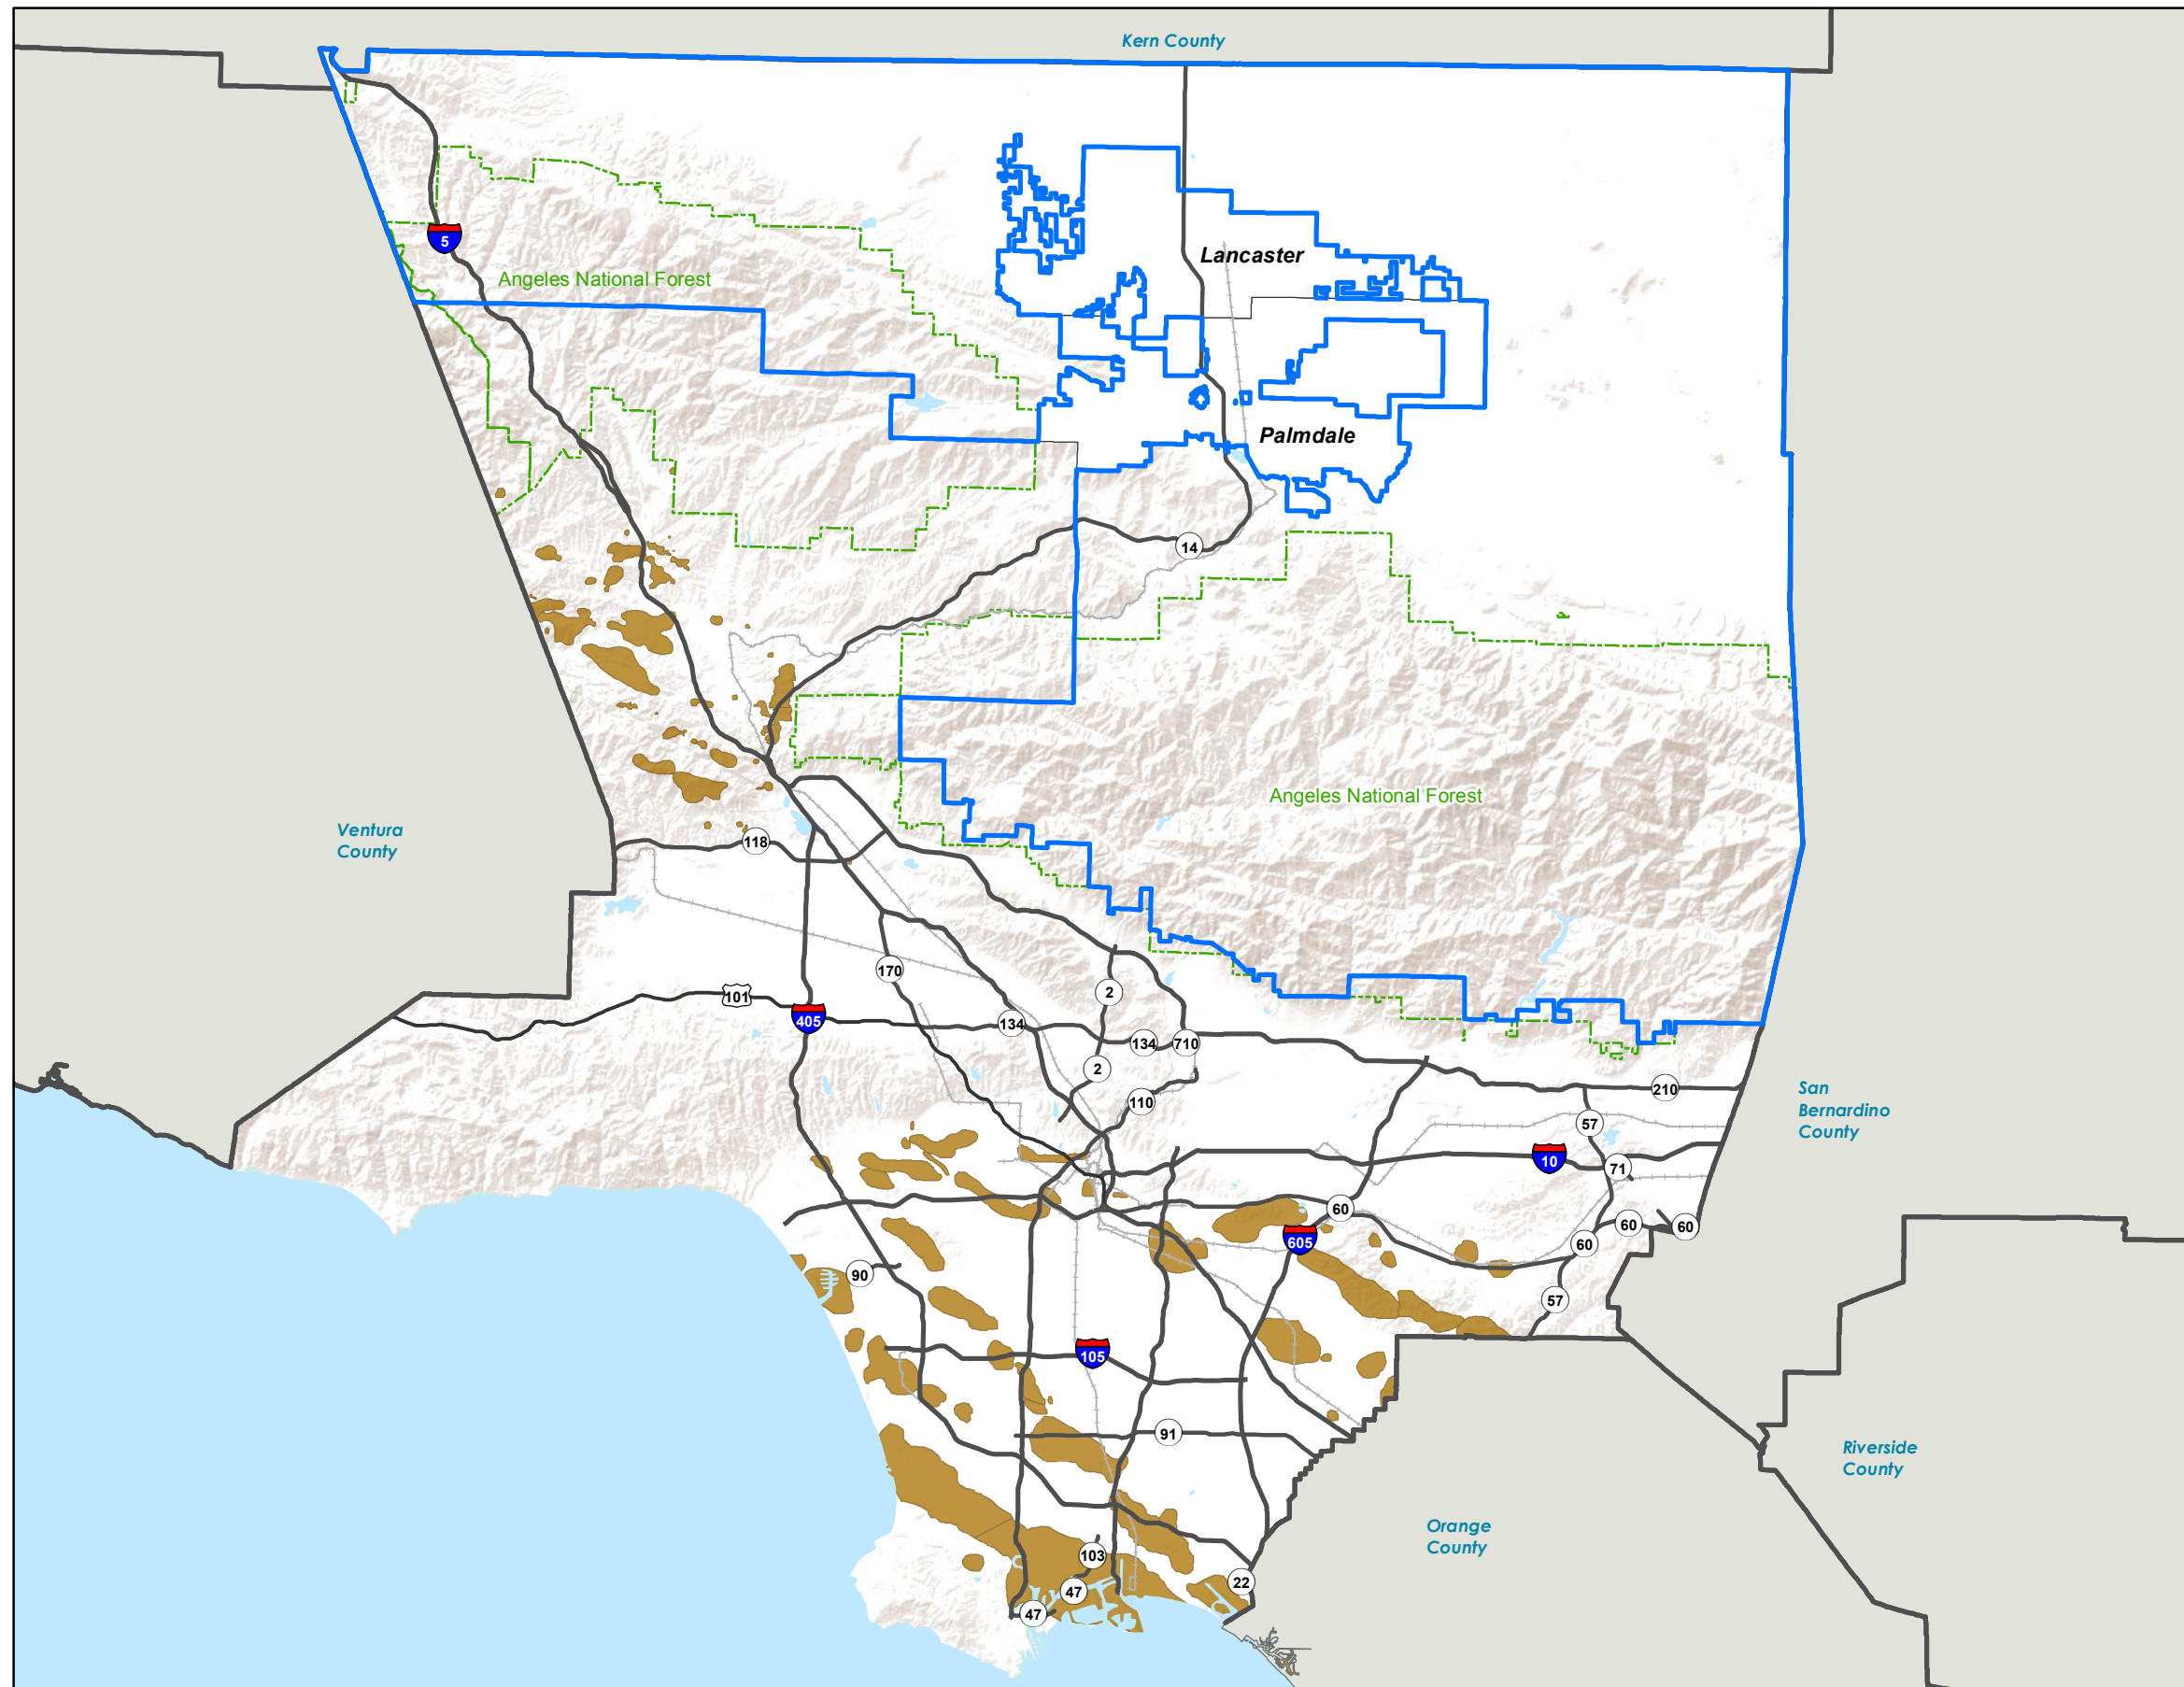 Kern County
5
Lancaster
Angeles National Forest
Palmdale
14
Angeles National Forest
Ventura
County
118
170
101
2
405
134
134
710
2
210
110
San
Bernardino
County
57
10
71
60
60
60
605
60
90
57
105
91
Riverside
County
Orange
County
103
22
47
47